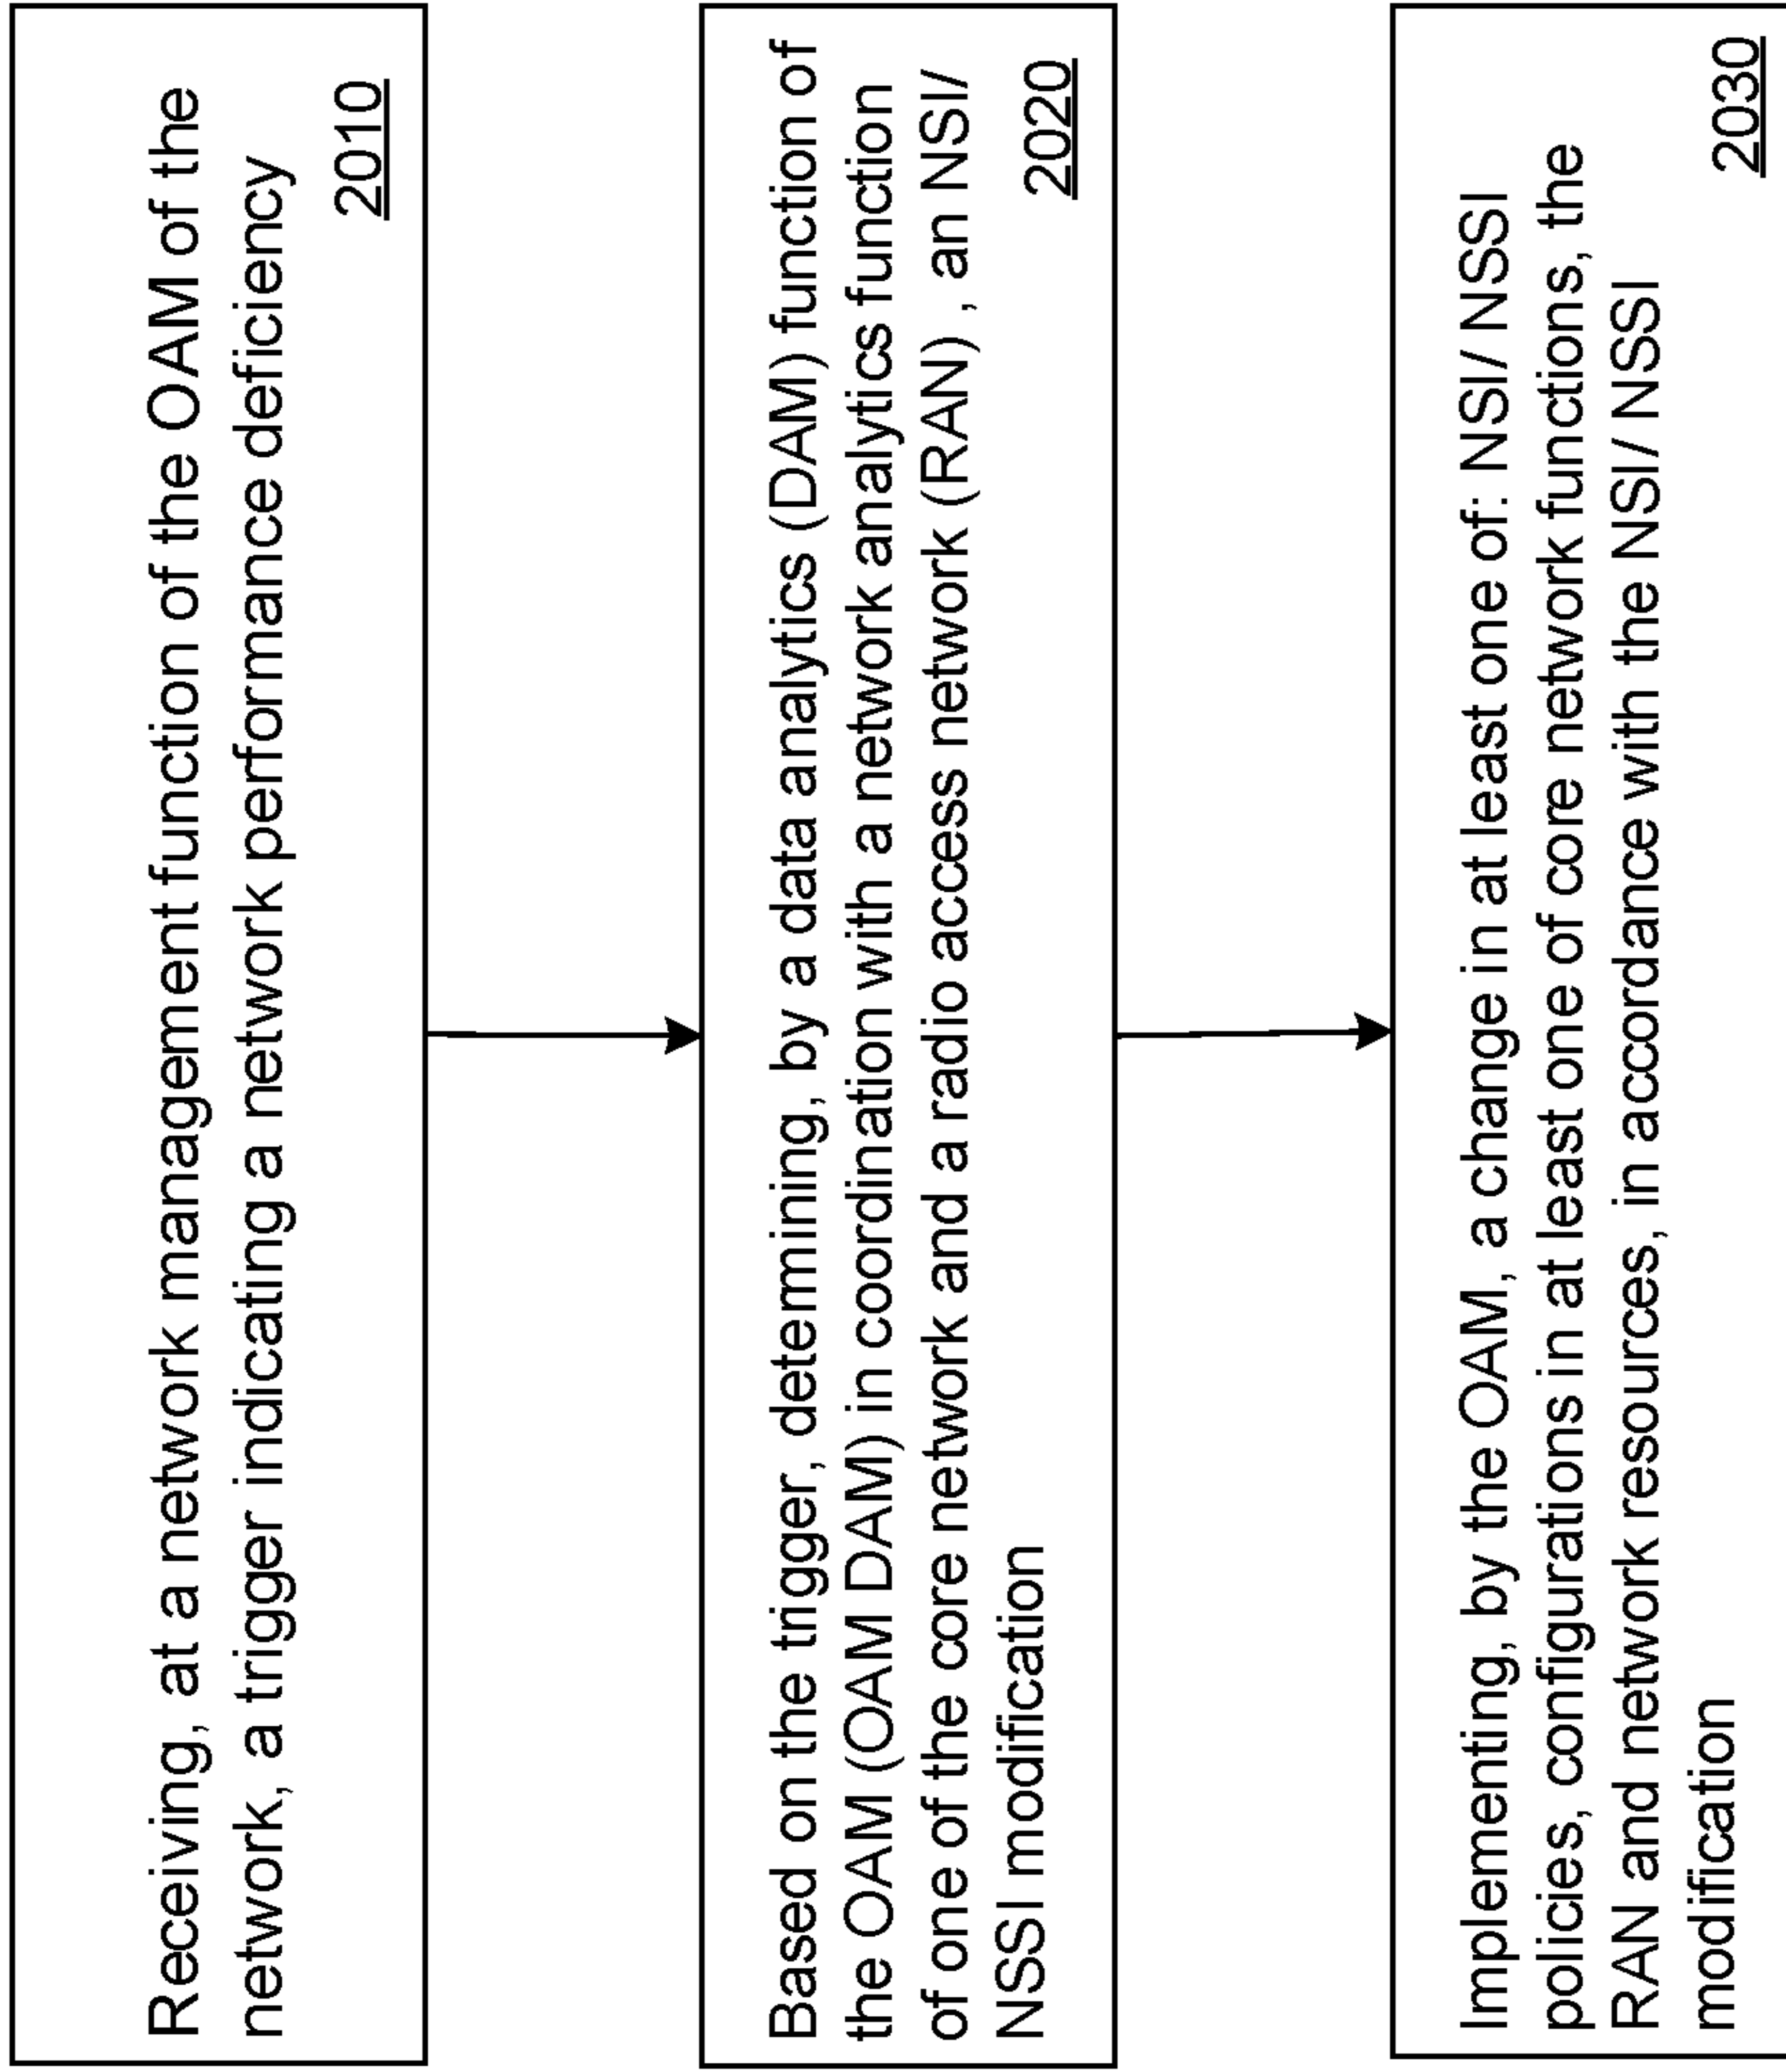 Receiving, at a network management function of the OAM of the
network, a trigger indicating a network performance deficiency
2010
Based on the trigger, determining, by a data analytics (DAM) function of
the OAM (OAM DAM) in coordination with a network analytics function
of one of the core network and a radio access network (RAN) , an NSI/
NSSI modification
2020
Implementing, by the OAM, a change in at least one of: NSI/ NSSI
policies, configurations in at least one of core network functions, the
RAN and network resources, in accordance with the NSI/ NSSI
modification
2030